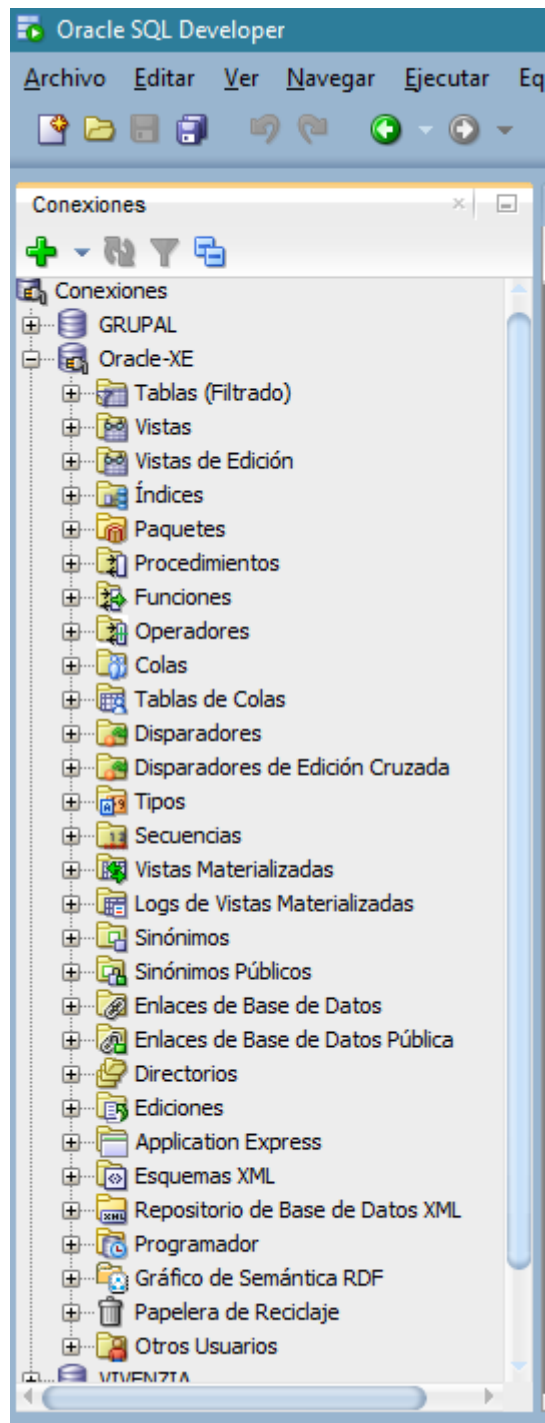 Oracle SQL Developer
Archivo Editar Ver Navegar Ejecutar Eq
Conexiones
Conexiones
GRUPAL
Oracle-XE
Tablas (Filtrado)
Vistas
Vistas de Edición
Índices
Paquetes
Procedimientos
Funciones
Operadores
Colas
Tablas de Colas
Disparadores
Disparadores de Edición Cruzada
Tipos
Secuencias
Vistas Materializadas
Logs de Vistas Materializadas
Sinónimos
Sinónimos Públicos
Enlaces de Base de Datos
Enlaces de Base de Datos Pública
Directorios
Ediciones
Application Express
Esquemas XML
Repositorio de Base de Datos XML
Programador
Gráfico de Semántica RDF
Papelera de Reciclaje
Otros Usuarios
VIVENZIA